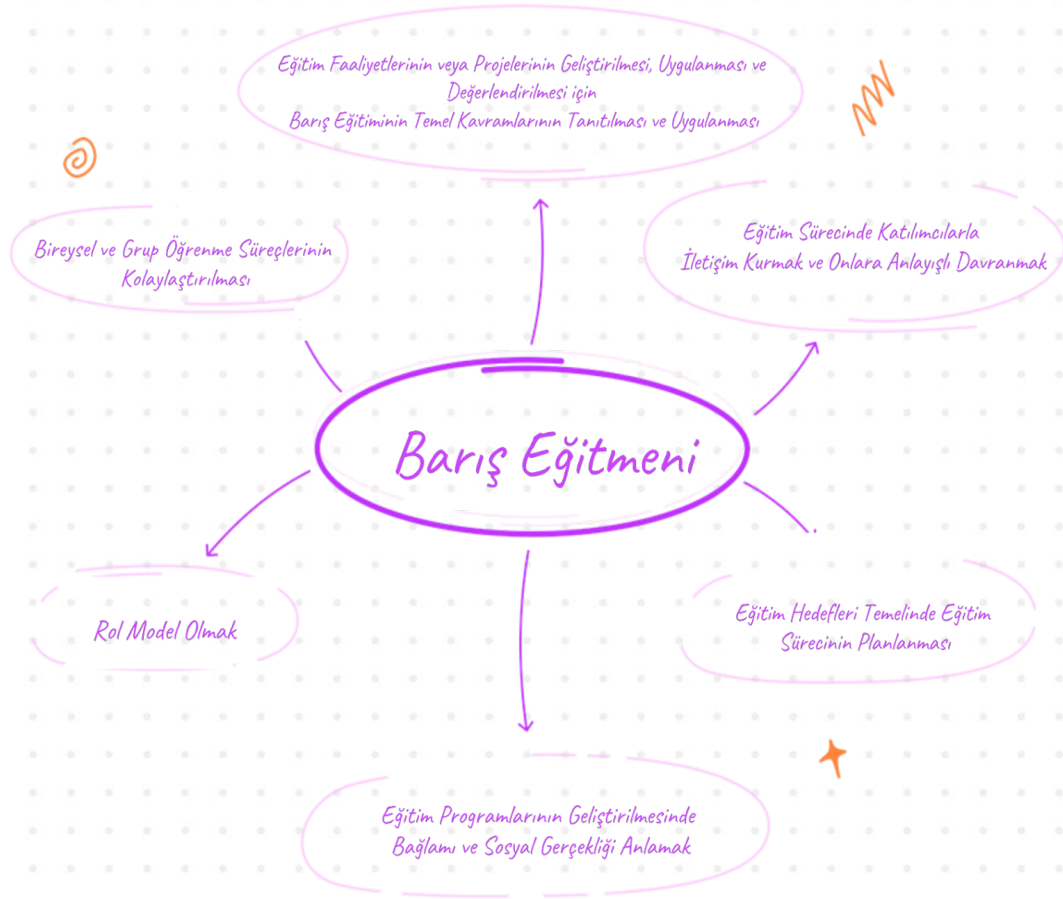 Eğitim Faaliyetlerinin veya Projelerinin Geliştirilmesi, Uygulanması ve
Değerlendirilmesi için
Barış Eğitiminin Temel Kavramlarının Tanıtılması ve Uygulanması
Bireysel ve Grup Öğrenme Süreçlerinin
Kolaylaştırılması
Eğitim Sürecinde Katılımcılarla
İletişim Kurmak ve Onlara Anlayışlı Davranmak
Barış Eğitmeni
Rol Model Olmak
Eğitim Hedefleri Temelinde Eğitim
Sürecinin Planlanması
Eğitim Programlarının Geliştirilmesinde
Bağlamı ve Sosyal Gerçekliği Anlamak